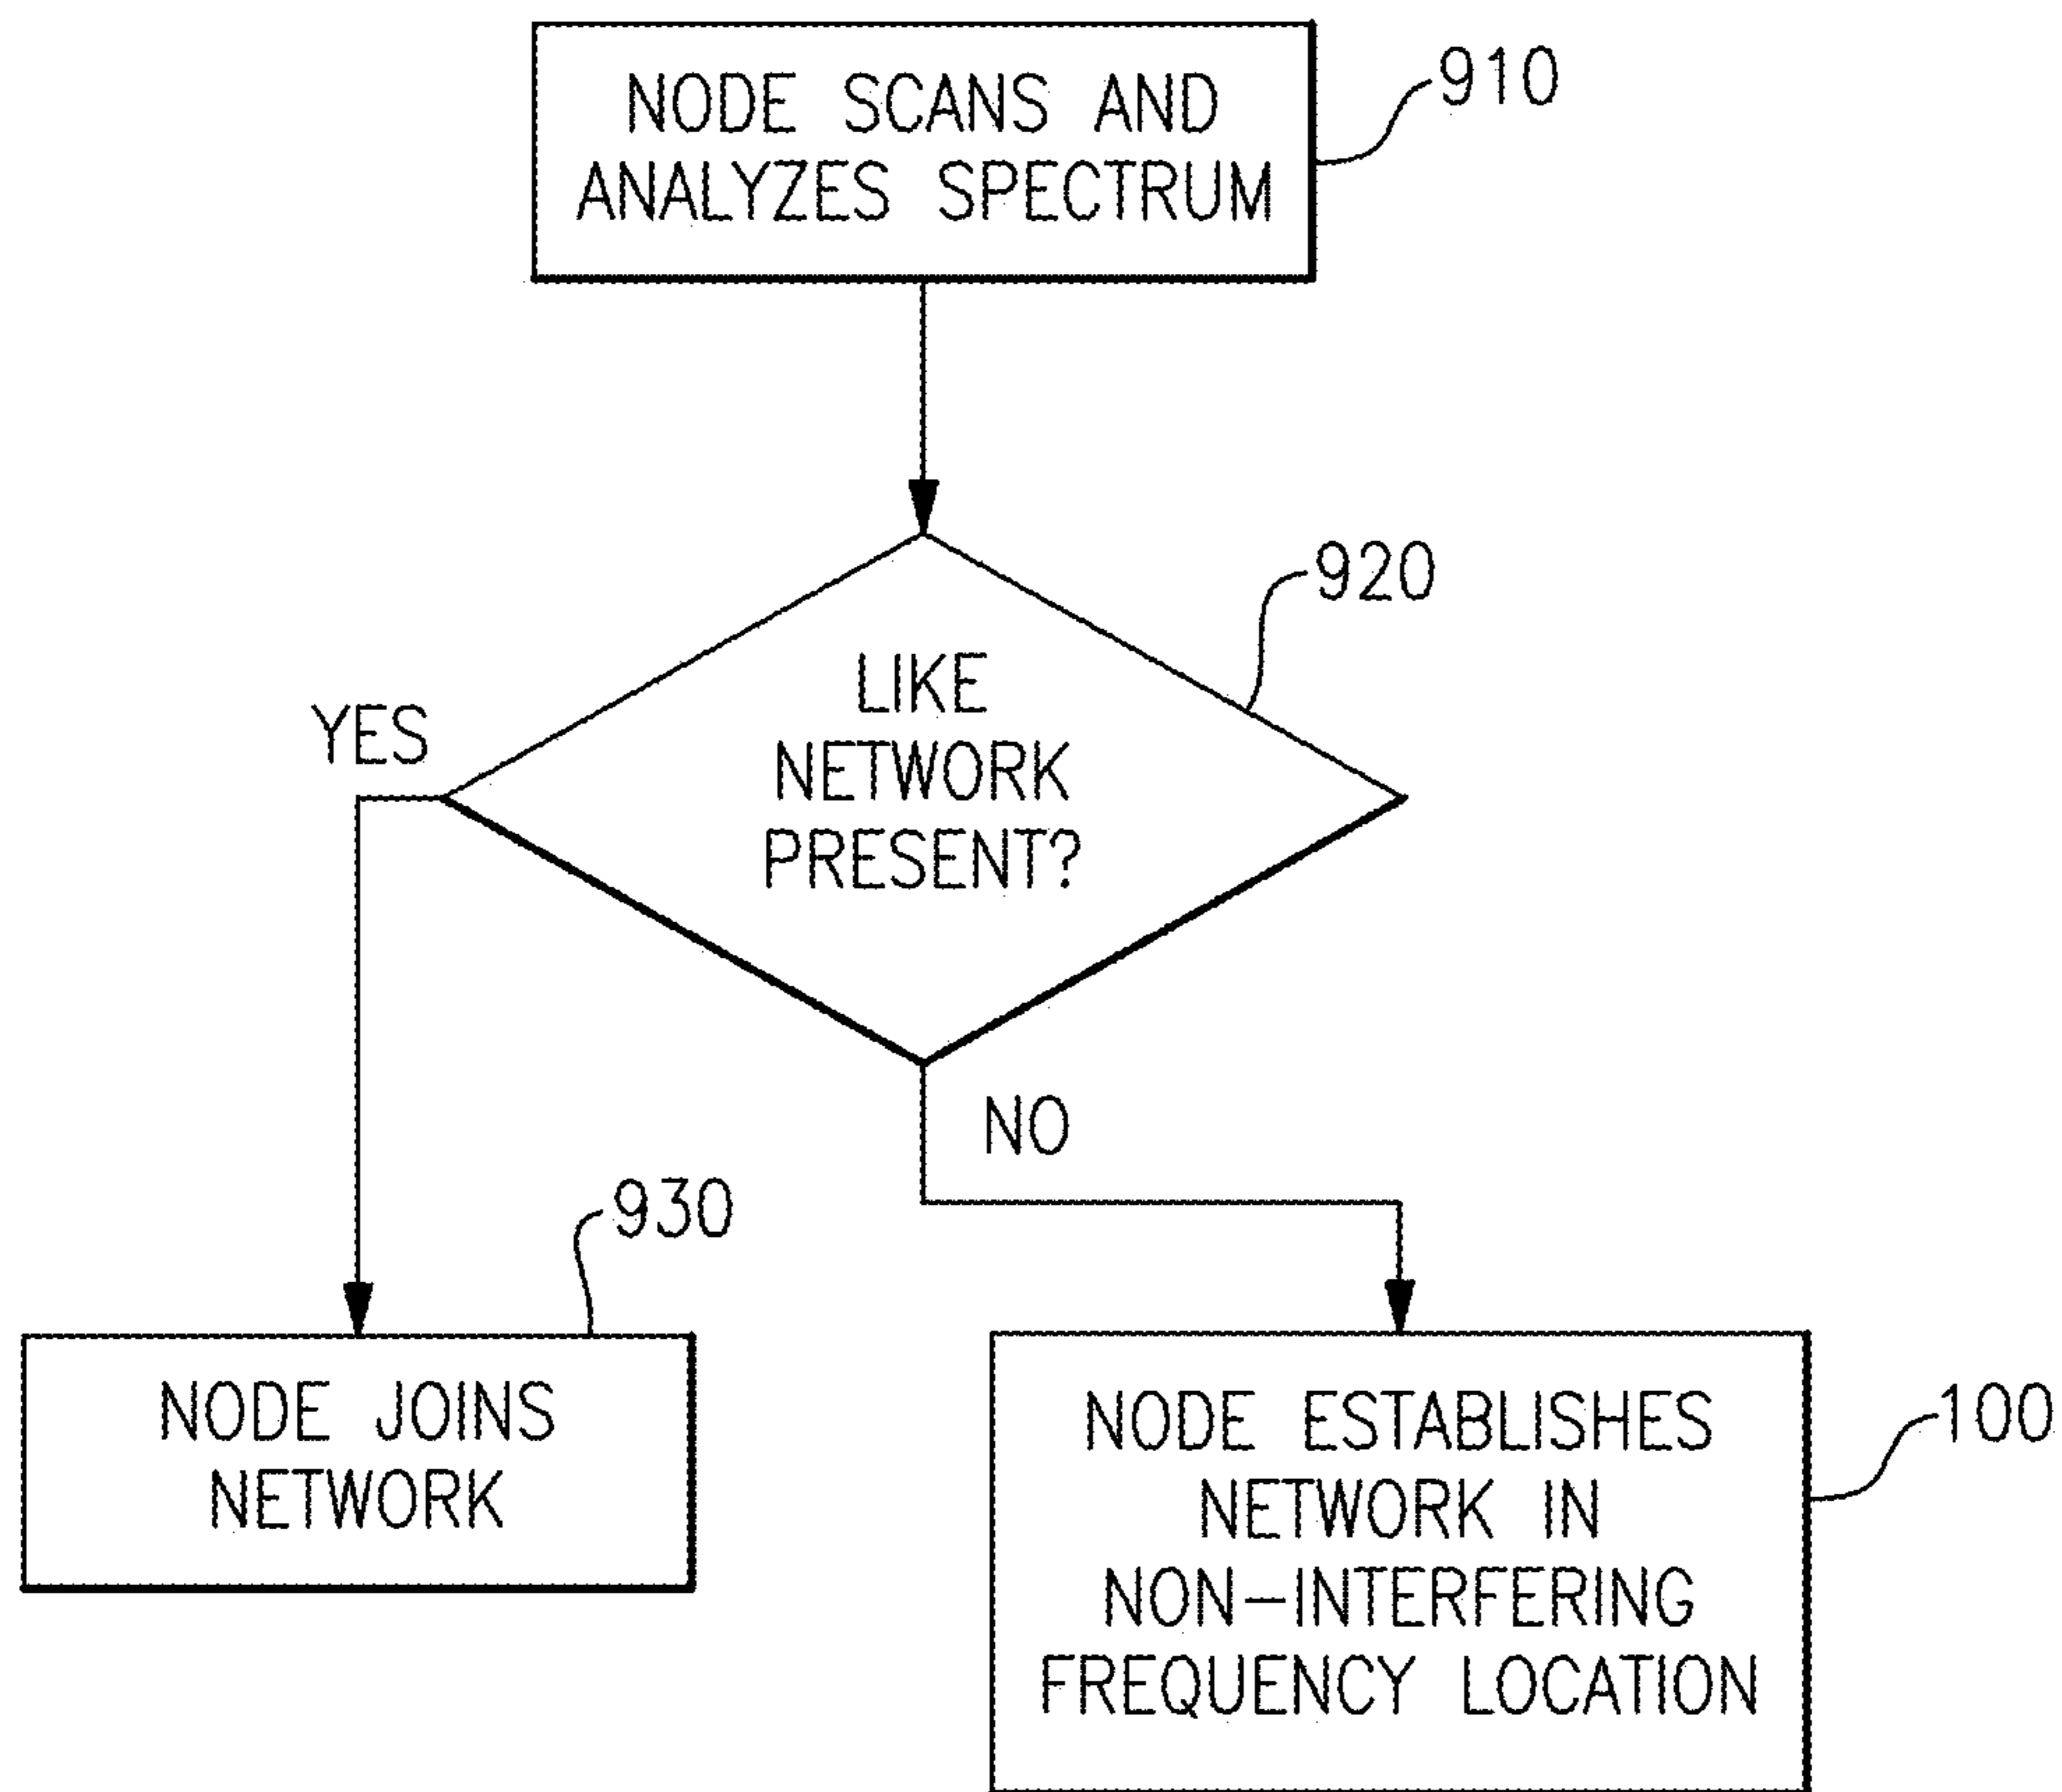 NODE SCANS AND
ANALYZES SPECTRUM
910
920
LIKE
NETWORK
PRESENT?
YES
NO
930
NODE JOINS
NETWORK
NODE ESTABLISHES
NETWORK IN
NON-INTERFERING
FREQUENCY LOCATION
100